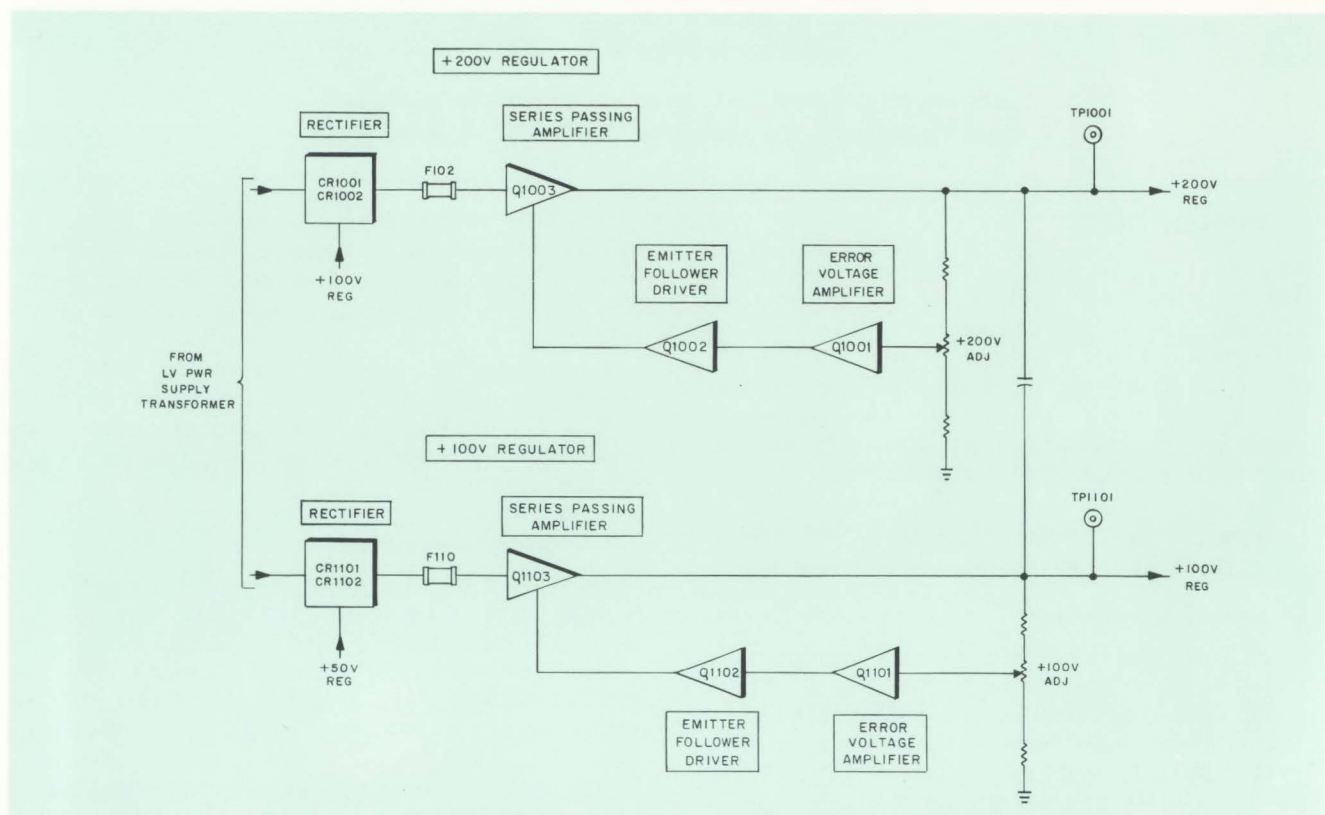 +200V REGULATOR
RECTIFIER
SERIES PASSING
AMPLIFIER
TP1001
F102
CR1001
CR1002
Q1003
+200V
REG
+100V
REG
EMITTER
FOLLOWER
DRIVER
ERROR
VOLTAGE
AMPLIFIER
Q1002
Q1001
+200V
ADJ
FROM
LV PWR
SUPPLY
TRANSFORMER
+100V REGULATOR
RECTIFIER
SERIES PASSING
AMPLIFIER
TP1101
F110
CR1101
CR1102
Q1103
+100V
REG
+50V
REG
Q1102
Q1101
+100V
ADJ
EMITTER
FOLLOWER
DRIVER
ERROR
VOLTAGE
AMPLIFIER